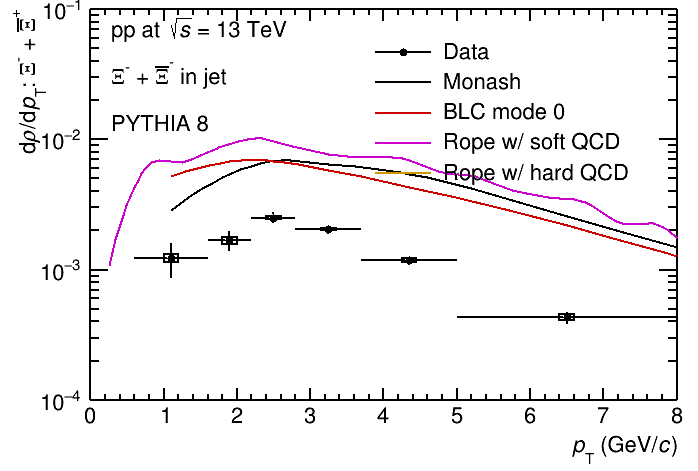 pp at √s = 13 TeV
Ξ⁻ + Ξ̅⁻ in jet
PYTHIA 8
Data
Monash
BLC mode 0
Rope w/ soft QCD
Rope w/ hard QCD
dρ/dp_T: Ξ⁻ + Ξ̅⁺
10⁻¹
10⁻²
10⁻³
10⁻⁴
0 1 2 3 4 5 6 7 8
p_T (GeV/c)